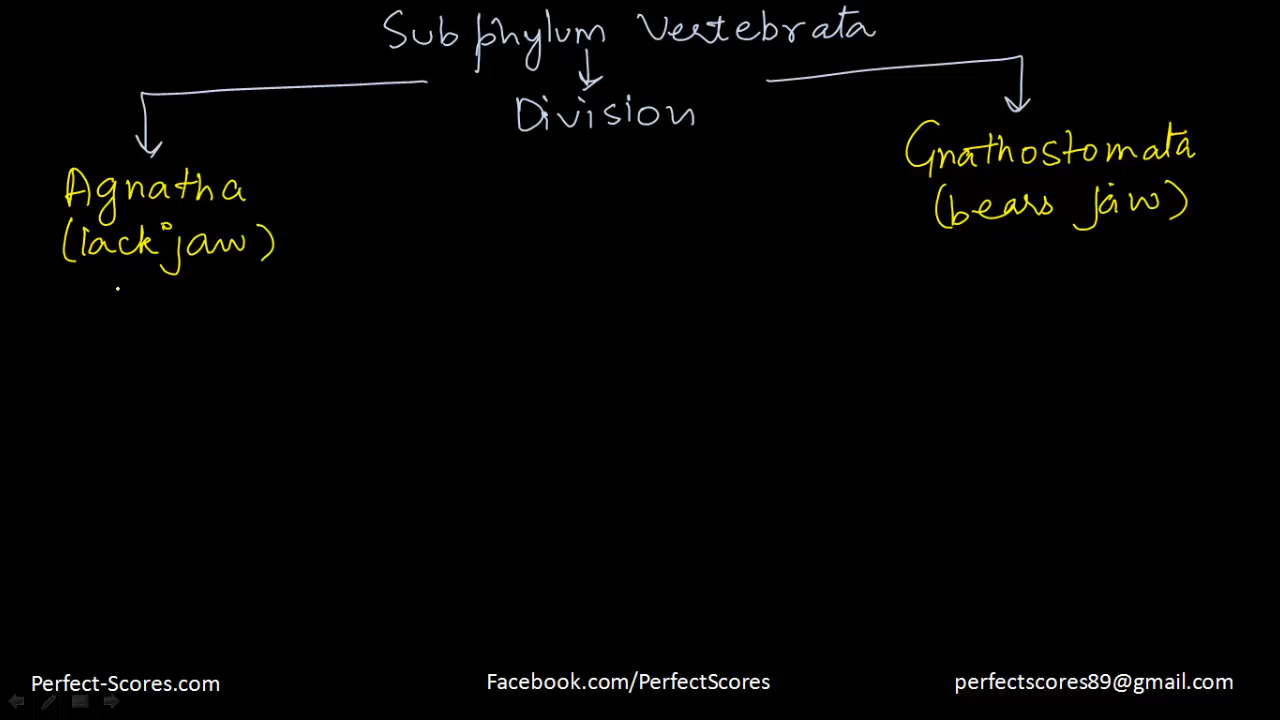 Sub phylum Vertebrata
Division
Agnatha
(lack jaw)
Gnathostomata
(bears jaw)
Perfect-Scores.com
Facebook.com/PerfectScores
perfectscores89@gmail.com